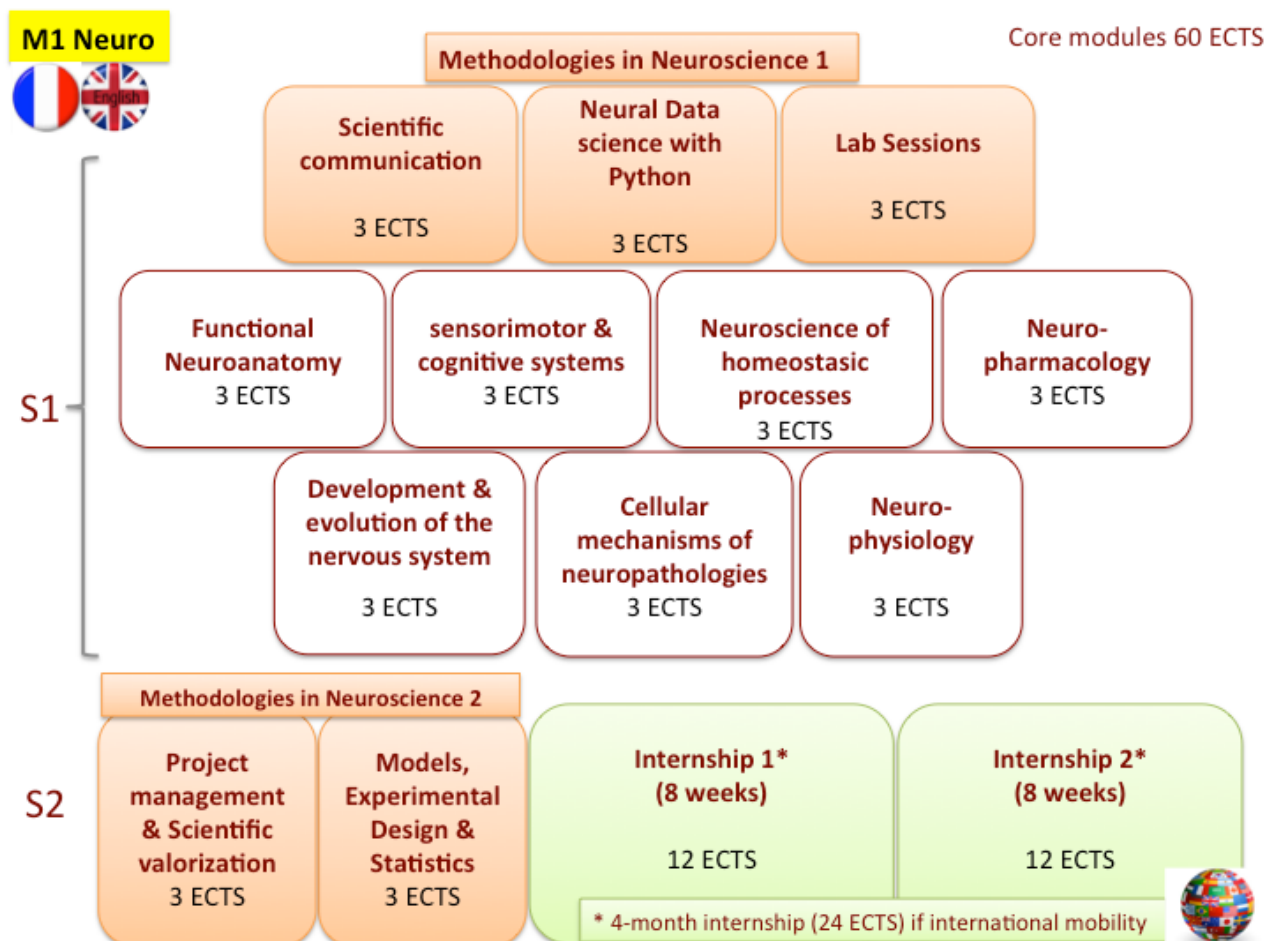 M1 Neuro
Core modules 60 ECTS
English
Methodologies in Neuroscience 1
Scientific
communication
3 ECTS
Neural Data
science with
Python
3 ECTS
Lab Sessions
3 ECTS
S1
Functional
Neuroanatomy
3 ECTS
sensorimotor &
cognitive systems
3 ECTS
Neuroscience of
homeostasic
processes
3 ECTS
Neuro-
pharmacology
3 ECTS
Development &
evolution of the
nervous system
3 ECTS
Cellular
mechanisms of
neuropathologies
3 ECTS
Neuro-
physiology
3 ECTS
S2
Methodologies in Neuroscience 2
Project
management
& Scientific
valorization
3 ECTS
Models,
Experimental
Design &
Statistics
3 ECTS
Internship 1*
(8 weeks)
12 ECTS
Internship 2*
(8 weeks)
12 ECTS
* 4-month internship (24 ECTS) if international mobility